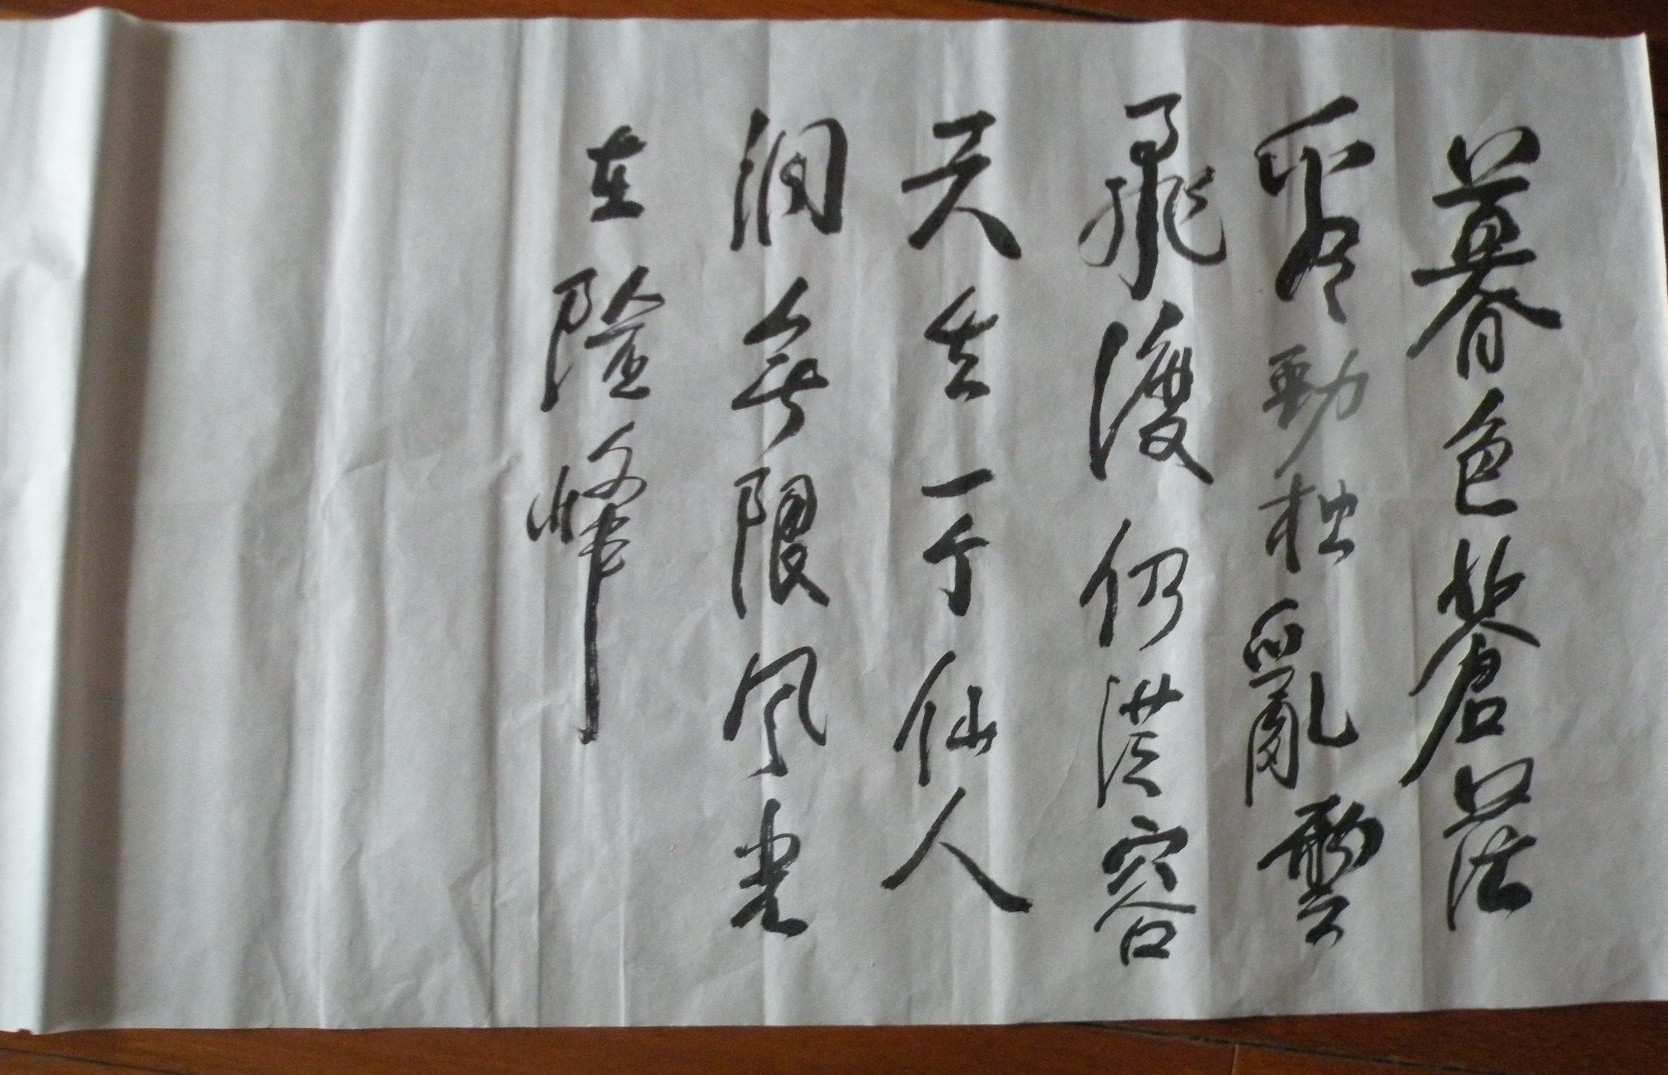 暮色蒼茫
看勁松亂雲
飛渡仍從容
天生一个仙人
洞無限风光
在險峰